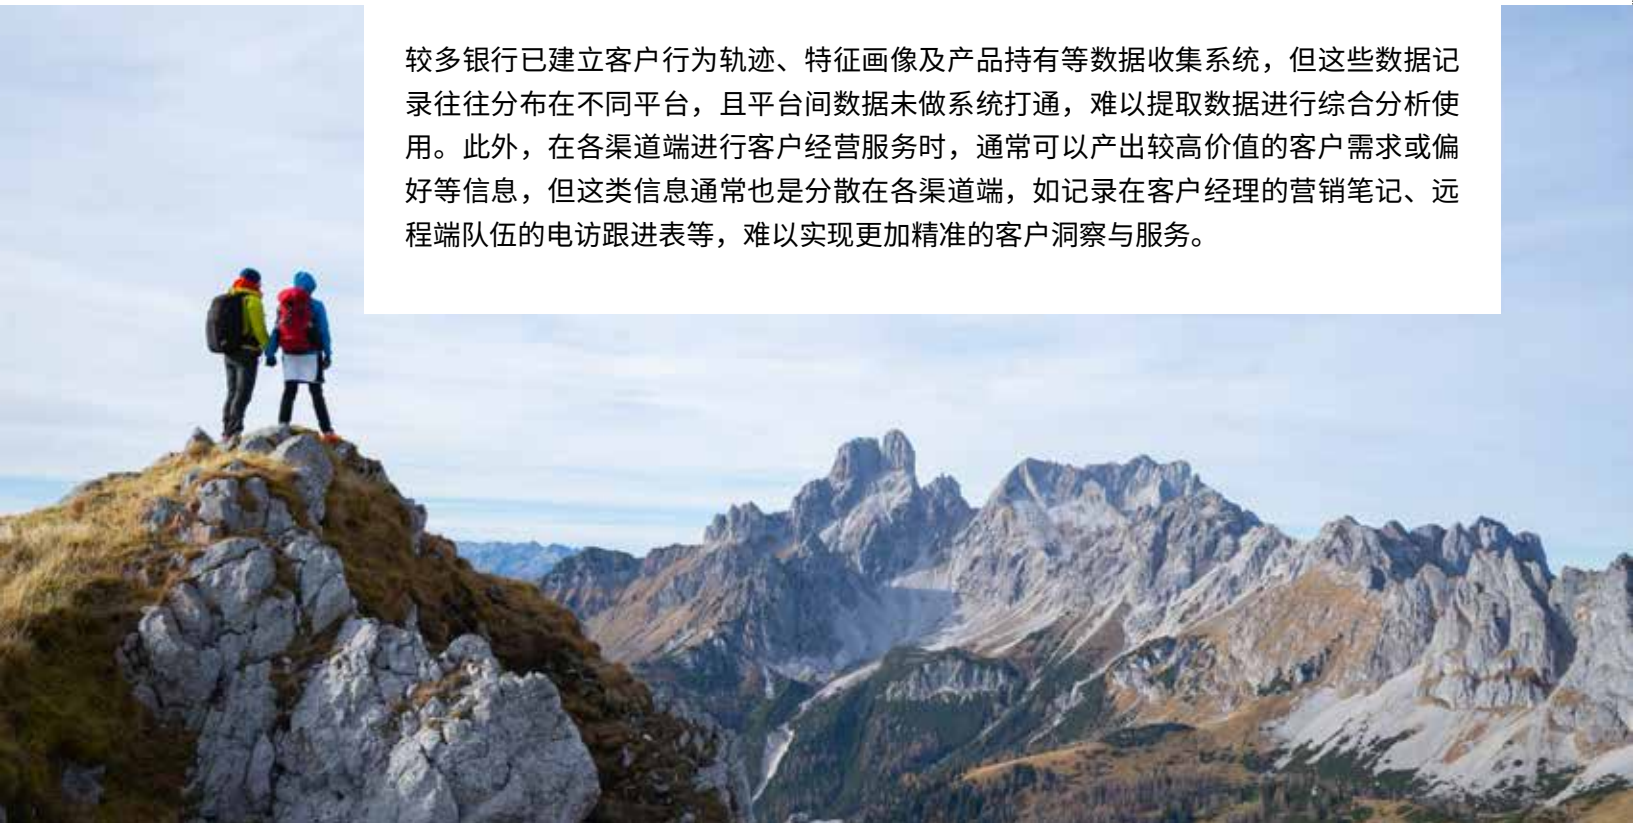 较多银行已建立客户行为轨迹、特征画像及产品持有等数据收集系统，但这些数据记
录往往分布在不同平台，且平台间数据未做系统打通，难以提取数据进行综合分析使
用。此外，在各渠道端进行客户经营服务时，通常可以产出较高价值的客户需求或偏
好等信息，但这类信息通常也是分散在各渠道端，如记录在客户经理的营销笔记、远
程端队伍的电访跟进表等，难以实现更加精准的客户洞察与服务。